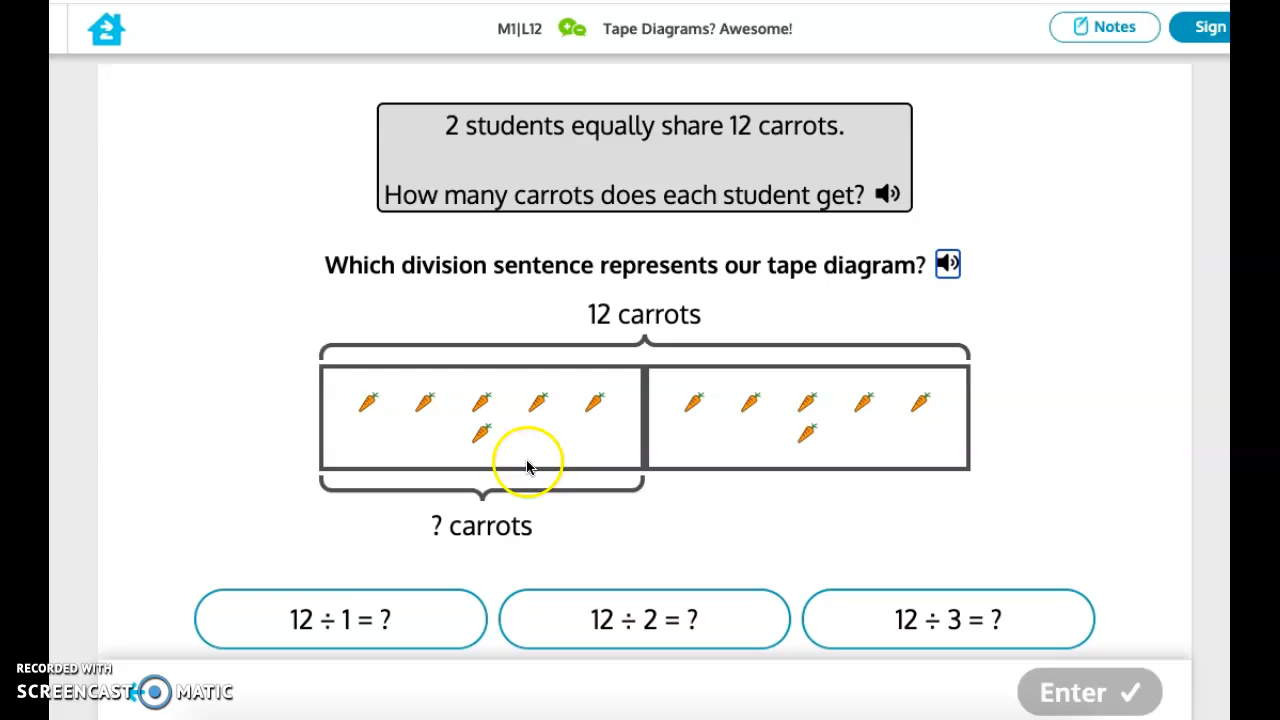 M1|L12 Tape Diagrams? Awesome!
Notes
Sign
2 students equally share 12 carrots.
How many carrots does each student get?
Which division sentence represents our tape diagram?
12 carrots
? carrots
12 ÷ 1 = ?
12 ÷ 2 = ?
12 ÷ 3 = ?
RECORDED WITH
SCREENCAST MATIC
Enter ✓